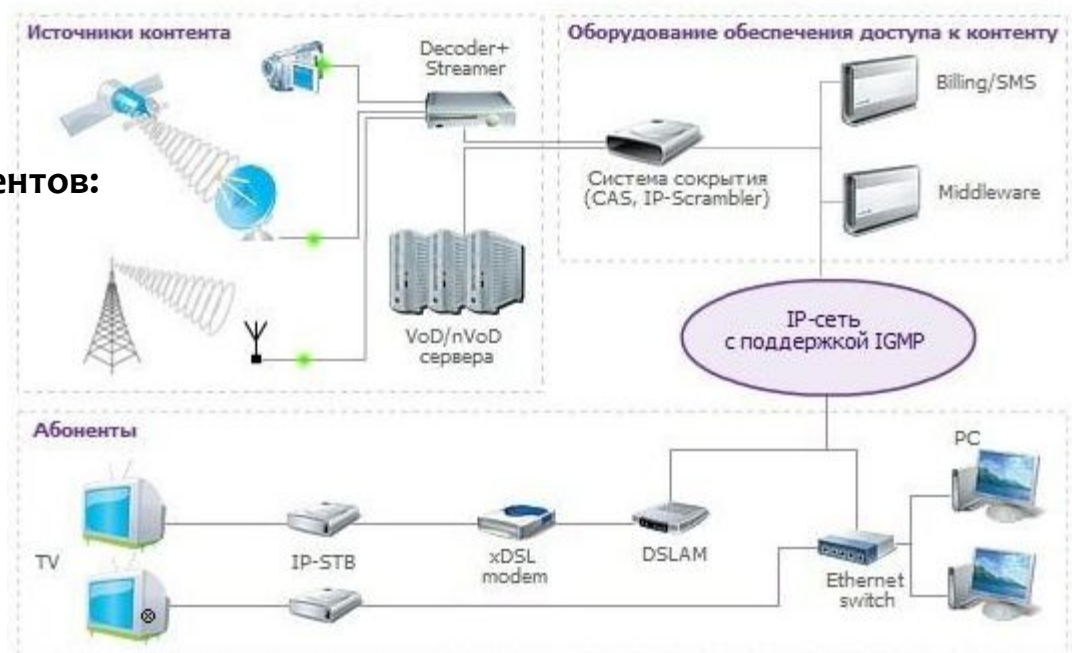 Источники контента
Decoder+
Streamer
VoD/nVoD
сервера
Оборудование обеспечения доступа к контенту
Billing/SMS
Система сокрытия
(CAS, IP-Scrambler)
Middleware
ентов:
IP-сеть
с поддержкой IGMP
Абоненты
TV
IP-STB
xDSL
modem
DSLAM
Ethernet
switch
PC